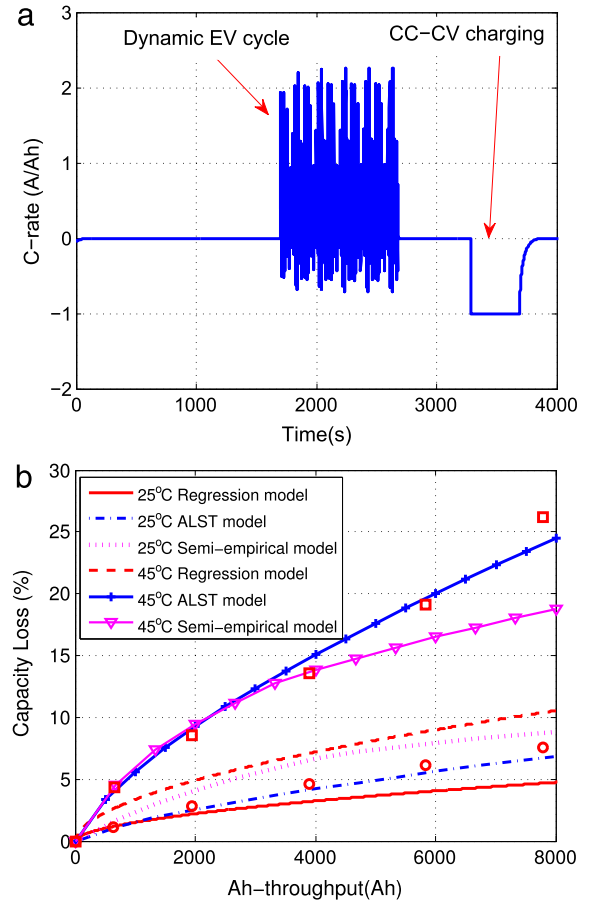 a
3
Dynamic EV cycle
CC−CV charging
2
1
0
−1
−2
C−rate (A/Ah)
0 1000 2000 3000 4000
Time(s)
b
30
25
20
15
10
5
0
Capacity Loss (%)
25°C Regression model
25°C ALST model
25°C Semi−empirical model
45°C Regression model
45°C ALST model
45°C Semi−empirical model
0 2000 4000 6000 8000
Ah−throughput(Ah)